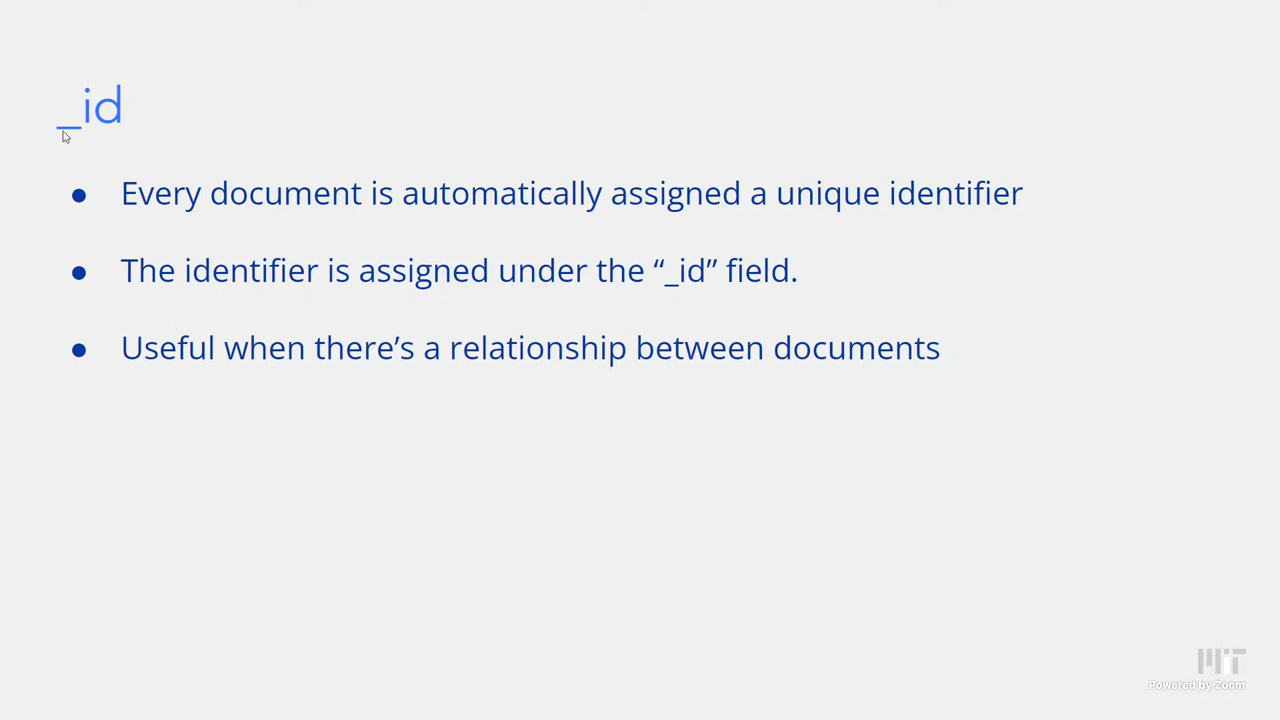 _id
● Every document is automatically assigned a unique identifier
● The identifier is assigned under the “_id” field.
● Useful when there’s a relationship between documents
MIT
Powered by Zoom